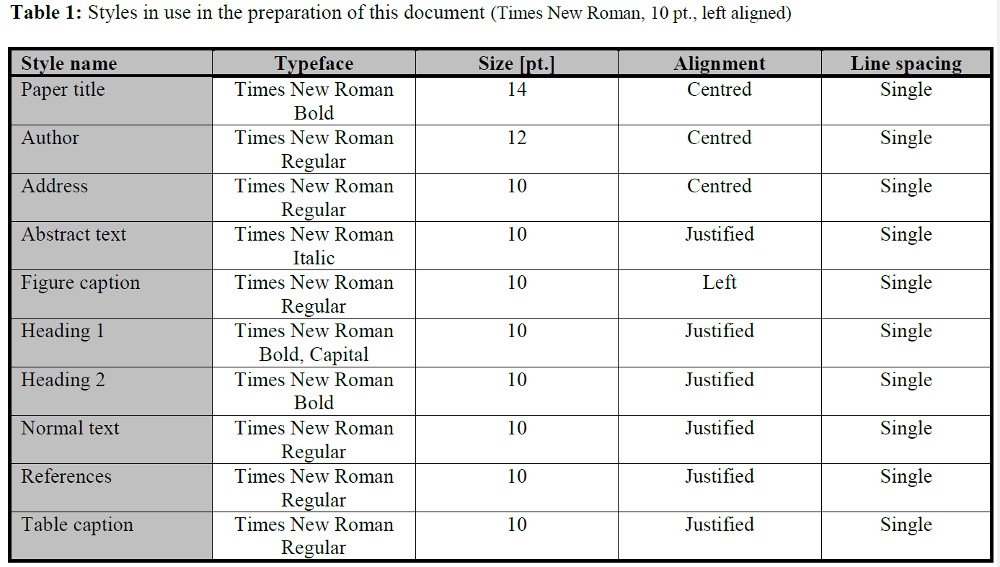 Table 1: Styles in use in the preparation of this document (Times New Roman, 10 pt., left aligned)
Style name Typeface Size [pt.] Alignment Line spacing
Paper title Times New Roman 14 Centred Single
Bold
Author Times New Roman 12 Centred Single
Regular
Address Times New Roman 10 Centred Single
Regular
Abstract text Times New Roman 10 Justified Single
Italic
Figure caption Times New Roman 10 Left Single
Regular
Heading 1 Times New Roman 10 Justified Single
Bold, Capital
Heading 2 Times New Roman 10 Justified Single
Bold
Normal text Times New Roman 10 Justified Single
Regular
References Times New Roman 10 Justified Single
Regular
Table caption Times New Roman 10 Justified Single
Regular